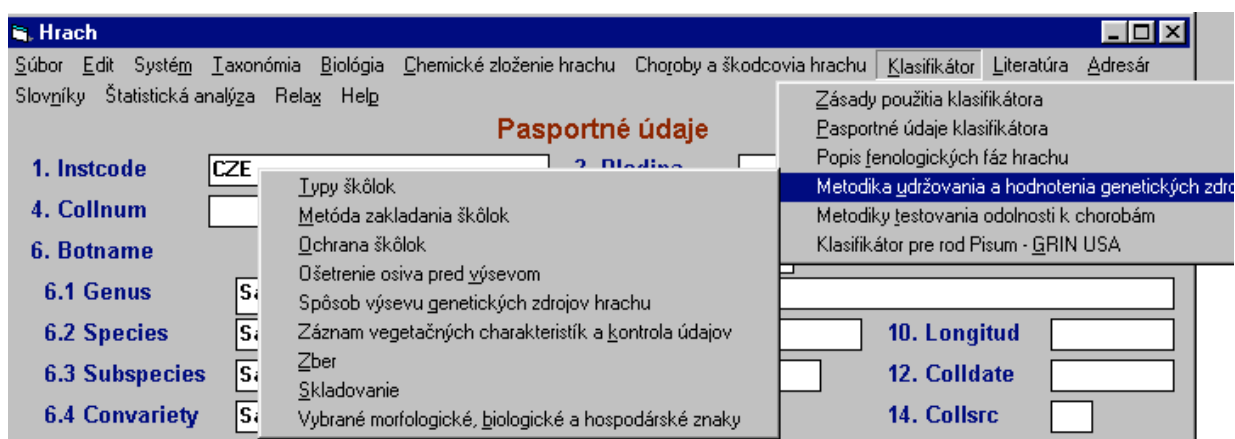 Hrach
Súbor Edit Systém Taxonómia Biológia Chemické zloženie hrachu Choroby a škodcovia hrachu Klasifikátor Literatúra Adresár
Slovníky Štatistická analýza Relax Help
Pasportné údaje
1. Instcode CZE
4. Collnum
6. Botname
6.1 Genus
6.2 Species
6.3 Subspecies
6.4 Convariety
10. Longitud
12. Colldate
14. Collsrc
Zásady použitia klasifikátora
Pasportné údaje klasifikátora
Popis fenologických fáz hrachu
Metodika udržovania a hodnotenia genetických
Metodiky testovania odolnosti k chorobám
Klasifikátor pre rod Pisum - GRIN USA
Typy škôlok
Metóda zakladania škôlok
Ochrana škôlok
Ošetrenie osiva pred výsevom
Spôsob výsevu genetických zdrojov hrachu
Záznam vegetačných charakteristík a kontrola údajov
Zber
Skladovanie
Vybrané morfologické, biologické a hospodárské znaky